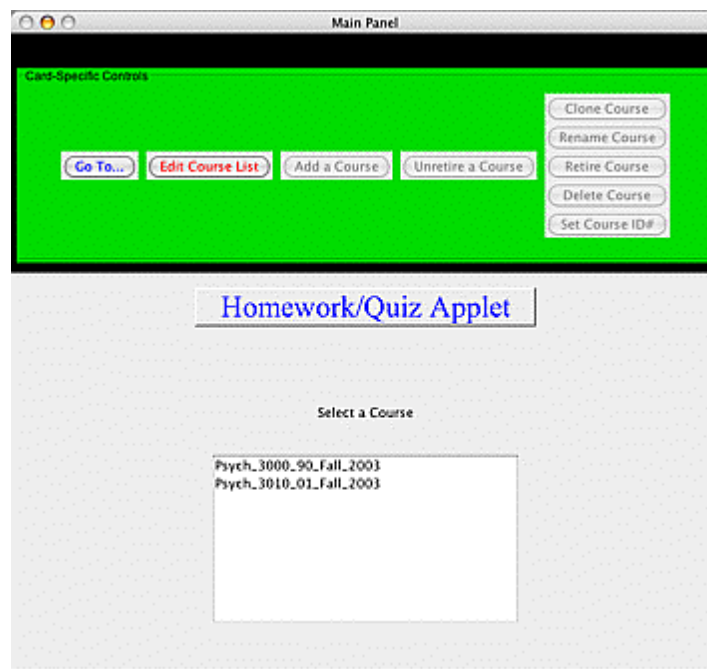 Main Panel
Card-Specific Controls
Go To...
Edit Course List
Add a Course
Unretire a Course
Clone Course
Rename Course
Retire Course
Delete Course
Set Course ID#
Homework/Quiz Applet
Select a Course
Psych_3000_90_Fall_2003
Psych_3010_01_Fall_2003